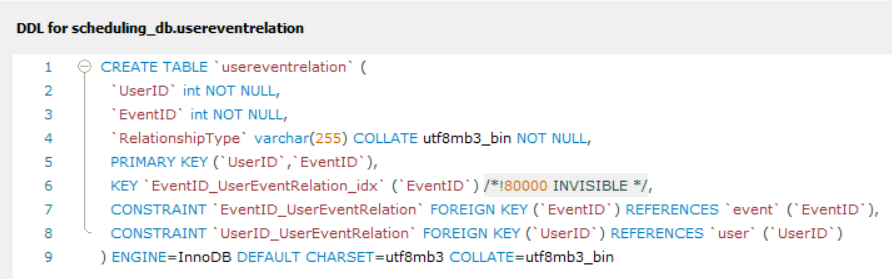 DDL for scheduling_db.usereventrelation
1 CREATE TABLE `usereventrelation` (
2 `UserID` int NOT NULL,
3 `EventID` int NOT NULL,
4 `RelationshipType` varchar(255) COLLATE utf8mb3_bin NOT NULL,
5 PRIMARY KEY (`UserID`,`EventID`),
6 KEY `EventID_UserEventRelation_idx` (`EventID`) /*!80000 INVISIBLE */,
7 CONSTRAINT `EventID_UserEventRelation` FOREIGN KEY (`EventID`) REFERENCES `event` (`EventID`),
8 CONSTRAINT `UserID_UserEventRelation` FOREIGN KEY (`UserID`) REFERENCES `user` (`UserID`)
9 ) ENGINE=InnoDB DEFAULT CHARSET=utf8mb3 COLLATE=utf8mb3_bin